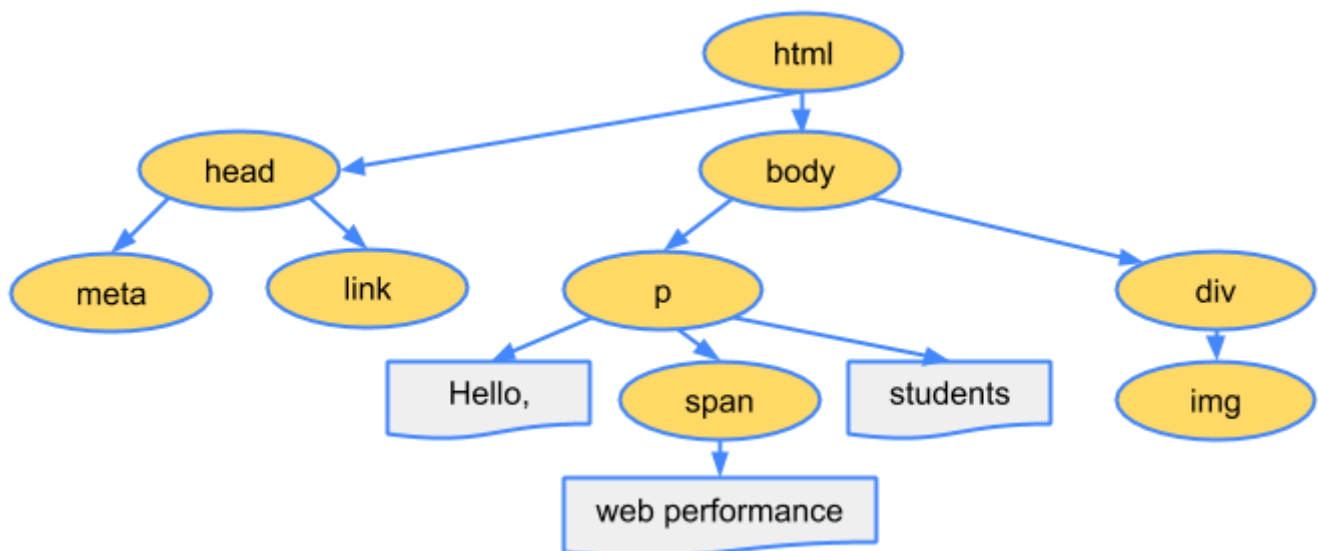 html
head
body
meta
link
p
div
Hello,
span
students
img
web performance